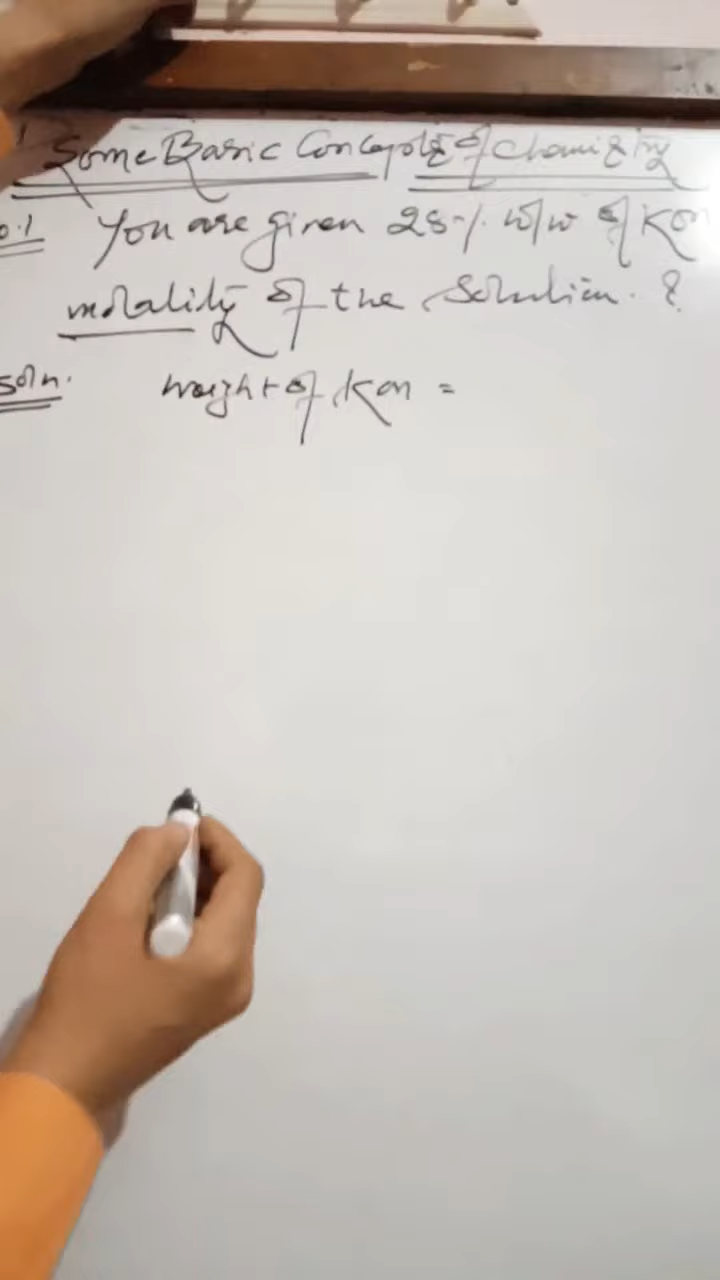 Some Basic Concepts of Chemistry
o.1 You are given 28% w/w of KOH
molality of the Solution. ?
Soln. weight of KOH =